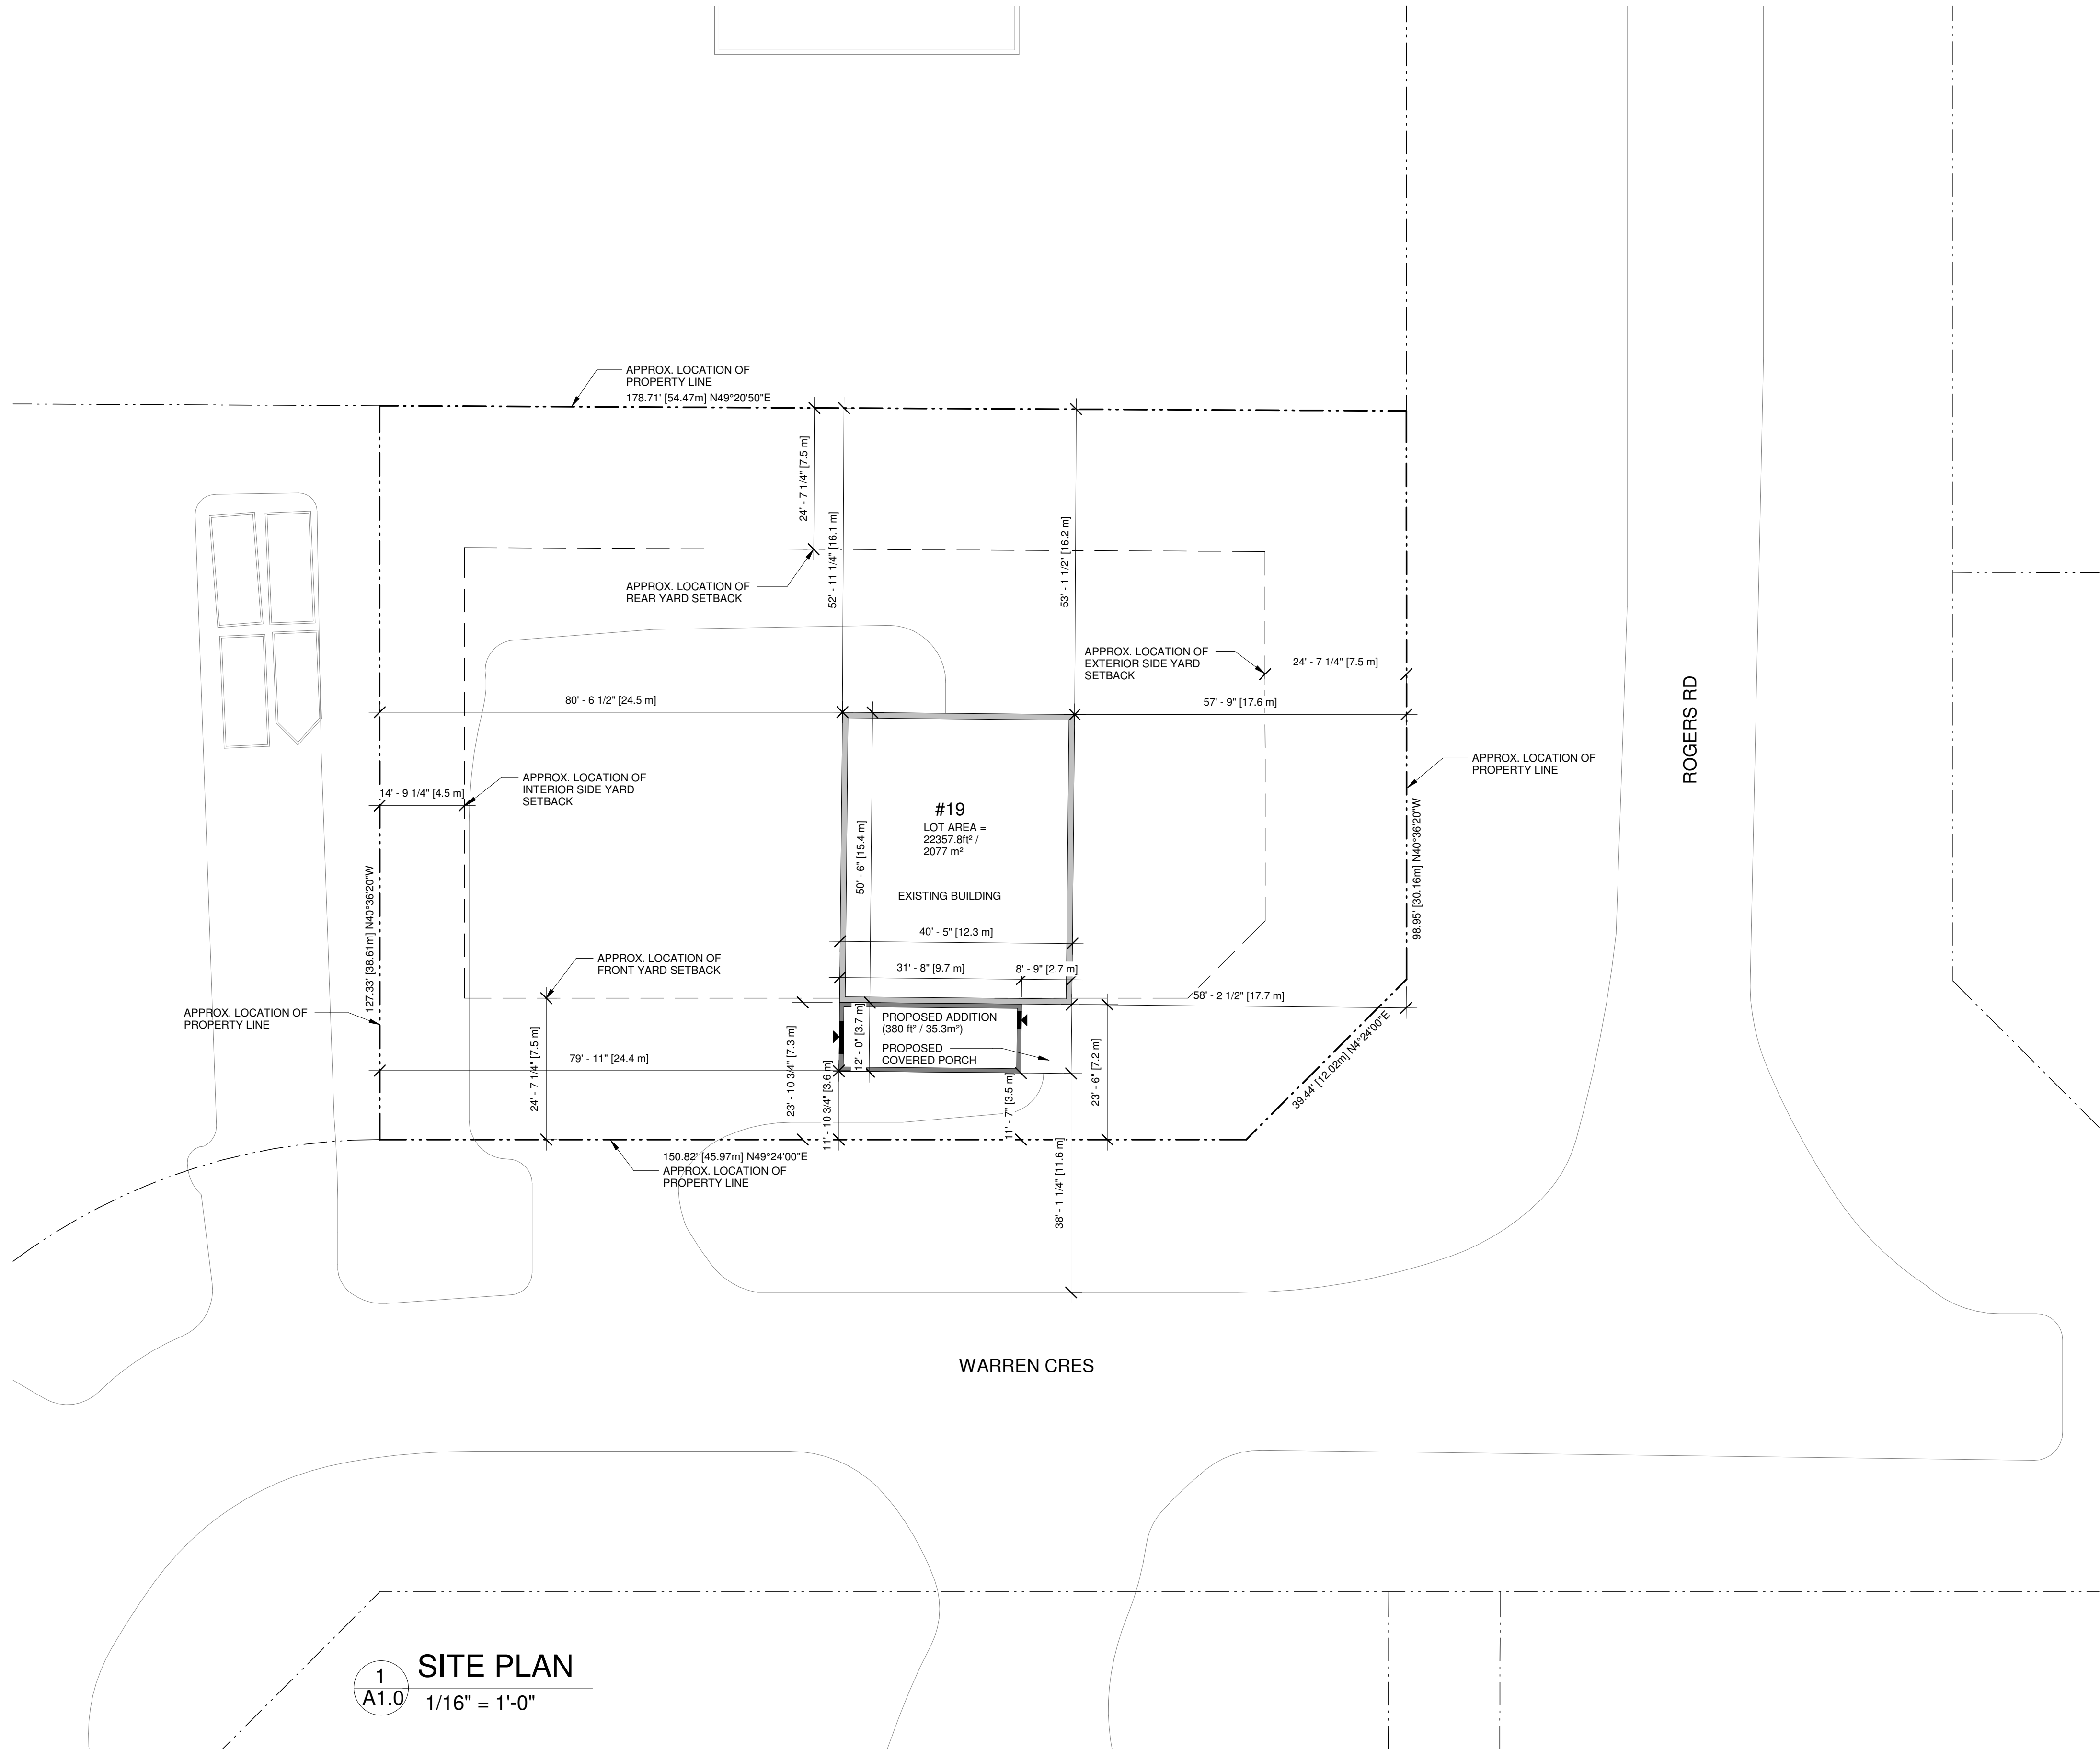 APPROX. LOCATION OF
PROPERTY LINE
178.71' [54.47m] N49°20'50"E
24' - 7 1/4" [7.5 m]
52' - 11 1/4" [16.1 m]
53' - 1 1/2" [16.2 m]
APPROX. LOCATION OF
REAR YARD SETBACK
APPROX. LOCATION OF
EXTERIOR SIDE YARD
SETBACK
24' - 7 1/4" [7.5 m]
80' - 6 1/2" [24.5 m]
57' - 9" [17.6 m]
ROGERS RD
APPROX. LOCATION OF
PROPERTY LINE
APPROX. LOCATION OF
INTERIOR SIDE YARD
SETBACK
14' - 9 1/4" [4.5 m]
#19
LOT AREA =
22357.8ft² /
2077 m²
50' - 6" [15.4 m]
EXISTING BUILDING
98.95' [30.16m] N40°36'20"W
127.33' [38.61m] N40°36'20"W
40' - 5" [12.3 m]
APPROX. LOCATION OF
FRONT YARD SETBACK
31' - 8" [9.7 m]
8' - 9" [2.7 m]
58' - 2 1/2" [17.7 m]
APPROX. LOCATION OF
PROPERTY LINE
PROPOSED ADDITION
(380 ft² / 35.3m²)
PROPOSED
COVERED PORCH
12' - 0" [3.7 m]
79' - 11" [24.4 m]
24' - 7 1/4" [7.5 m]
23' - 10 3/4" [7.3 m]
11' - 10 3/4" [3.6 m]
11' - 7" [3.5 m]
23' - 6" [7.2 m]
39.44' [12.02m] N4°24'00"E
38' - 1 1/4" [11.6 m]
150.82' [45.97m] N49°24'00"E
APPROX. LOCATION OF
PROPERTY LINE
WARREN CRES
1
A1.0
SITE PLAN
1/16" = 1'-0"